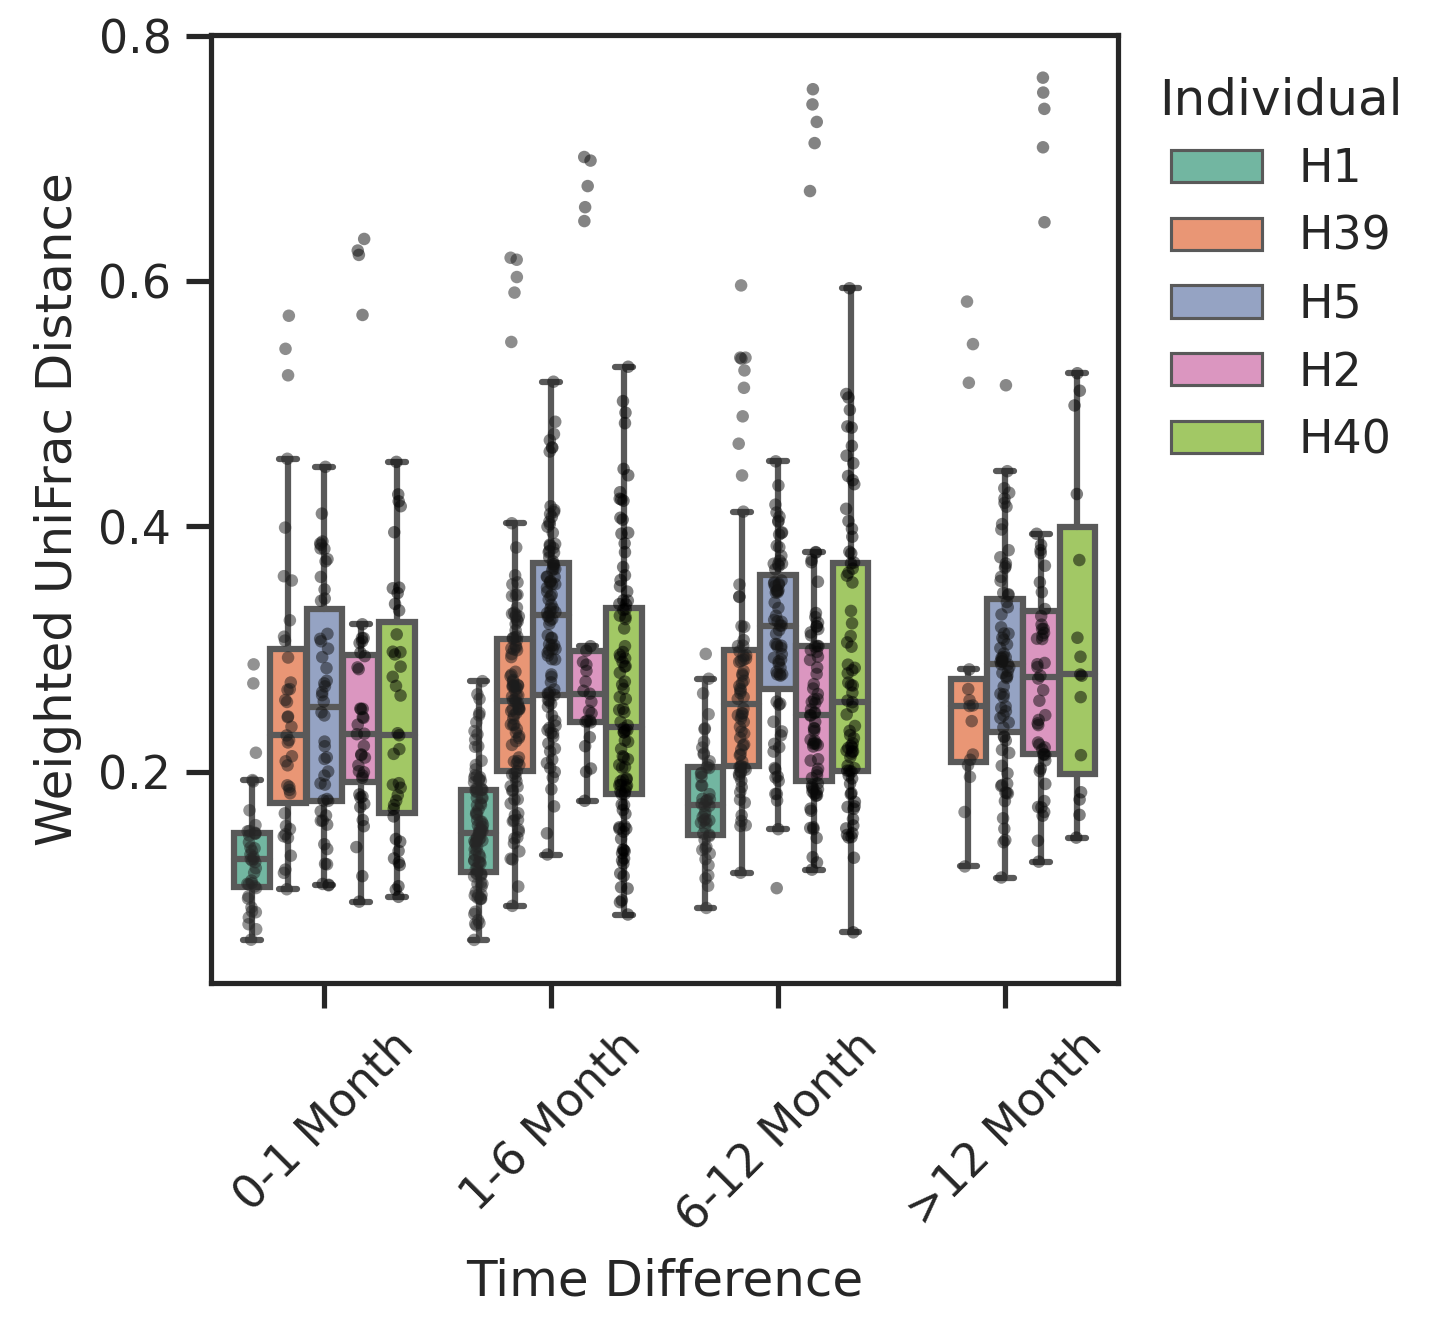 0.8
0.6
0.4
0.2
Weighted UniFrac Distance
0-1 Month
1-6 Month
6-12 Month
>12 Month
Time Difference
Individual
H1
H39
H5
H2
H40